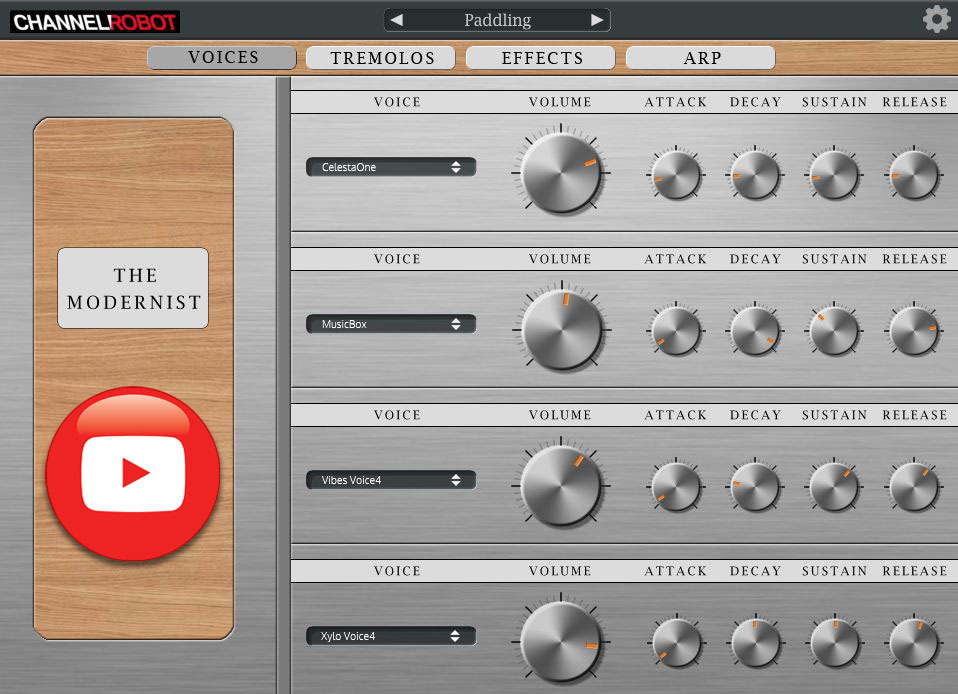 CHANNELROBOT
Paddling
VOICES TREMOLOS EFFECTS ARP
THE
MODERNIST
VOICE VOLUME ATTACK DECAY SUSTAIN RELEASE
CelestaOne
VOICE VOLUME ATTACK DECAY SUSTAIN RELEASE
MusicBox
VOICE VOLUME ATTACK DECAY SUSTAIN RELEASE
Vibes Voice4
VOICE VOLUME ATTACK DECAY SUSTAIN RELEASE
Xylo Voice4